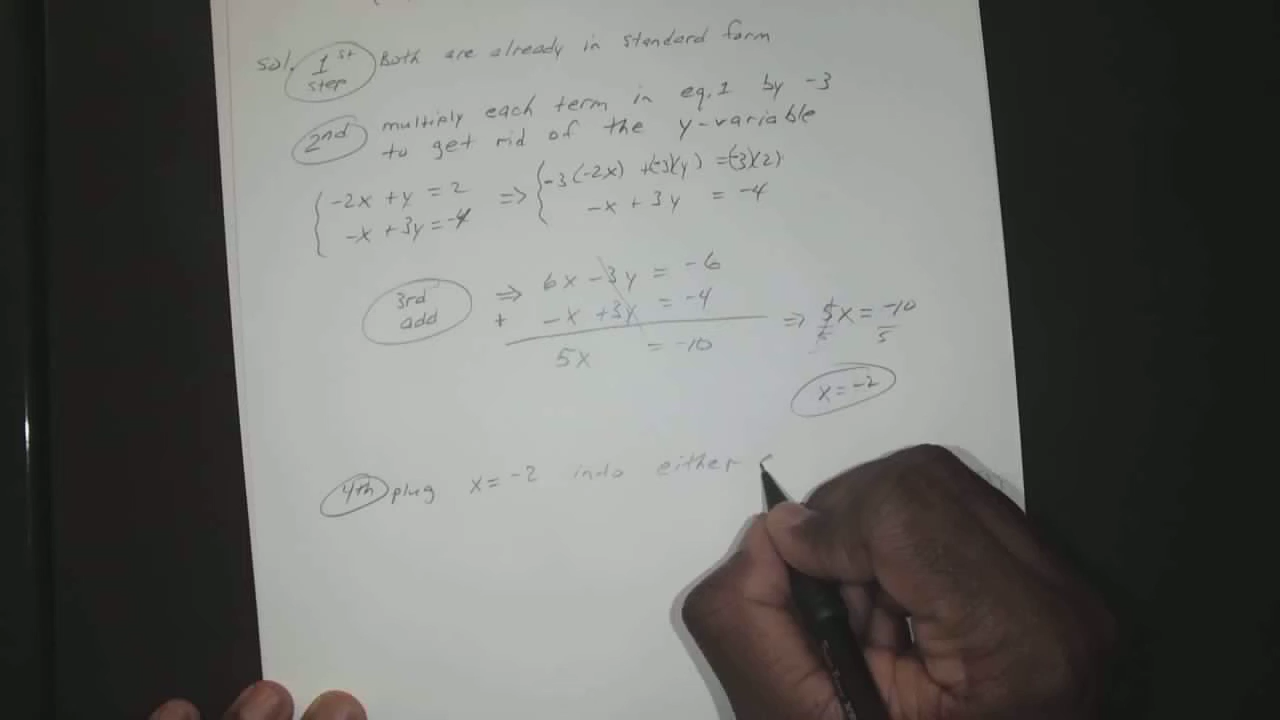 Sol. 1st step Both are already in standard form
2nd multiply each term in eq.1 by -3
to get rid of the y-variable
{ -2x + y = 2 => { -3(-2x) + (-3)(y) = (-3)(2)
-x + 3y = -4 -x + 3y = -4
3rd add => 6x - 3y = -6
+ -x + 3y = -4 => 5x/5 = -10/5
5x = -10
x = -2
4th plug x = -2 into either